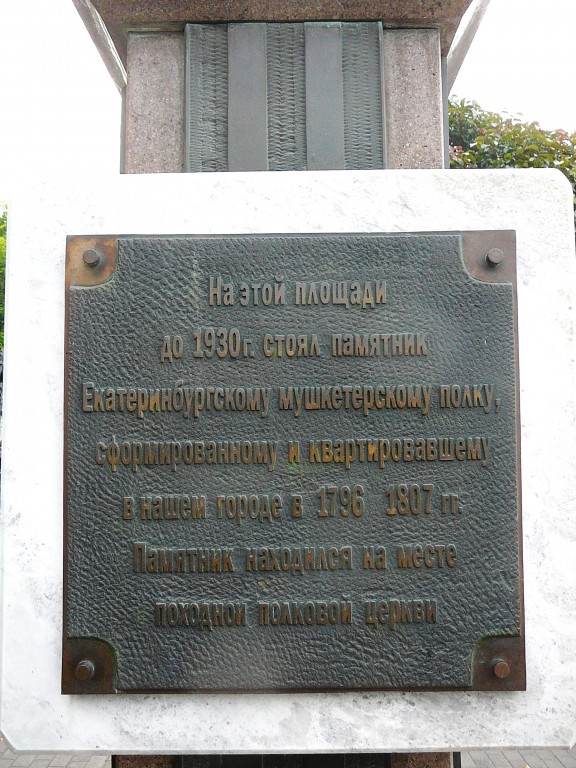 На этой площади
до 1930 г. стоял памятник
Екатеринбургскому мушкетерскому полку,
сформированному и квартировавшему
в нашем городе в 1796 1807 гг.
Памятник находился на месте
походной полковой церкви